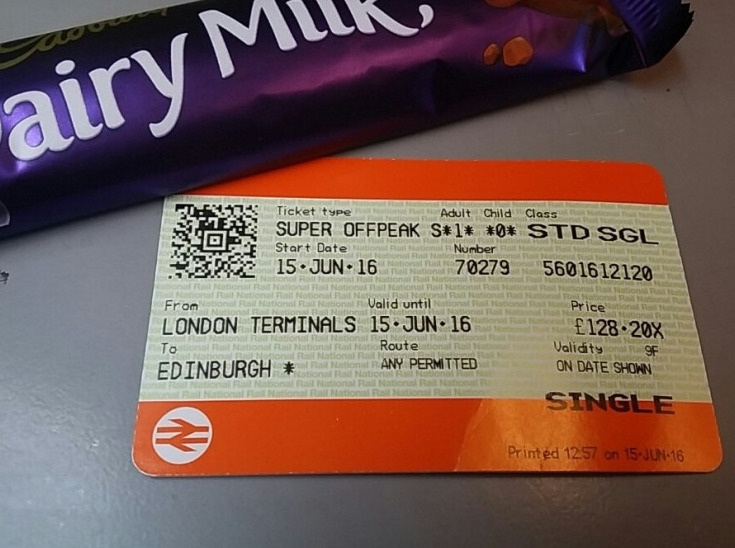 Cadbury
Dairy Milk
Ticket type Adult Child Class
SUPER OFFPEAK S*1* *0* STD SGL
Start Date Number
15·JUN·16 70279 5601612120
From Valid until Price
LONDON TERMINALS 15·JUN·16 £128·20X
To Route Validity 9F
EDINBURGH * ANY PERMITTED ON DATE SHOWN
SINGLE
Printed 12:57 on 15·JUN·16